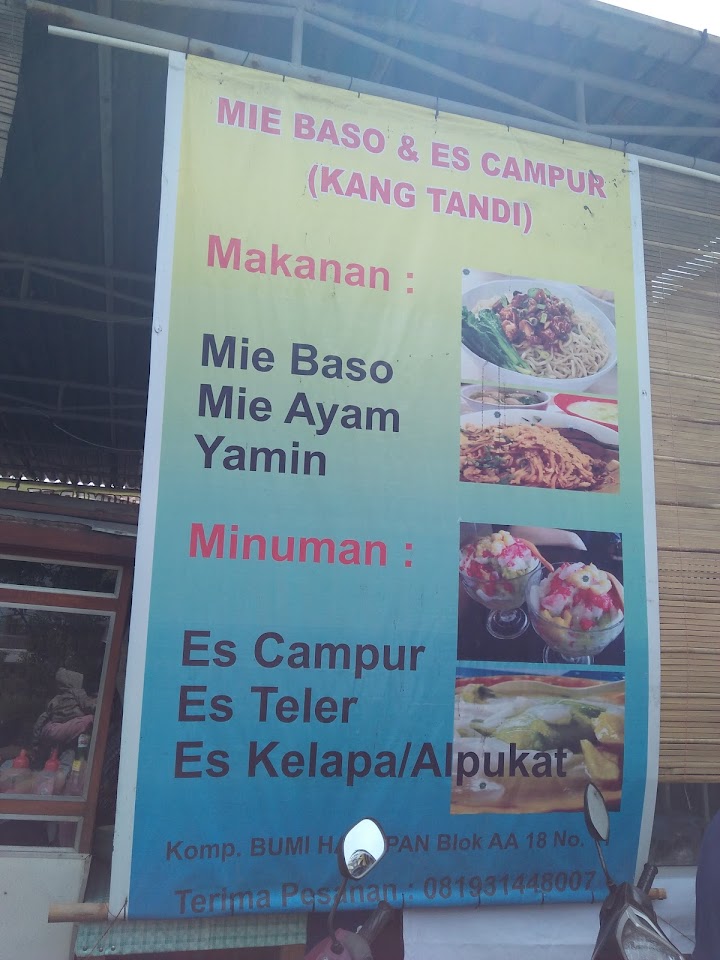 MIE BASO & ES CAMPUR
(KANG TANDI)
Makanan :
Mie Baso
Mie Ayam
Yamin
Minuman :
Es Campur
Es Teler
Es Kelapa/Alpukat
Komp. BUMI Blok AA 18 No.
Terima Pesanan : 081931448007